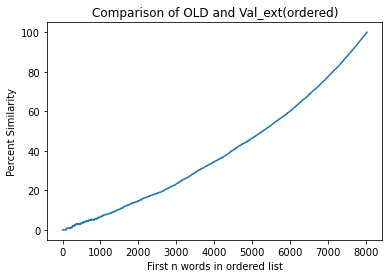 Comparison of OLD and Val_ext(ordered)
Percent Similarity
100
80
60
40
20
0
0 1000 2000 3000 4000 5000 6000 7000 8000
First n words in ordered list